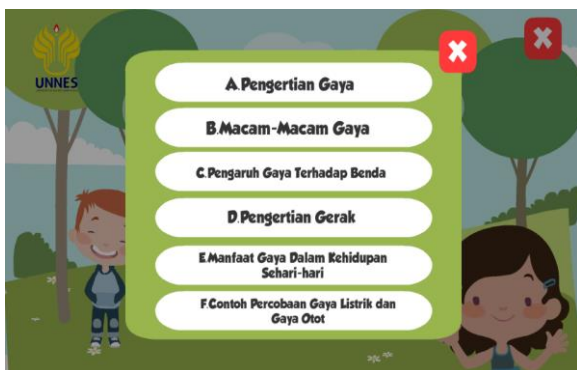 UNNES
A.Pengertian Gaya
B.Macam-Macam Gaya
C.Pengaruh Gaya Terhadap Benda
D.Pengertian Gerak
E.Manfaat Gaya Dalam Kehidupan
Sehari-hari
F.Contoh Percobaan Gaya Listrik dan
Gaya Otot